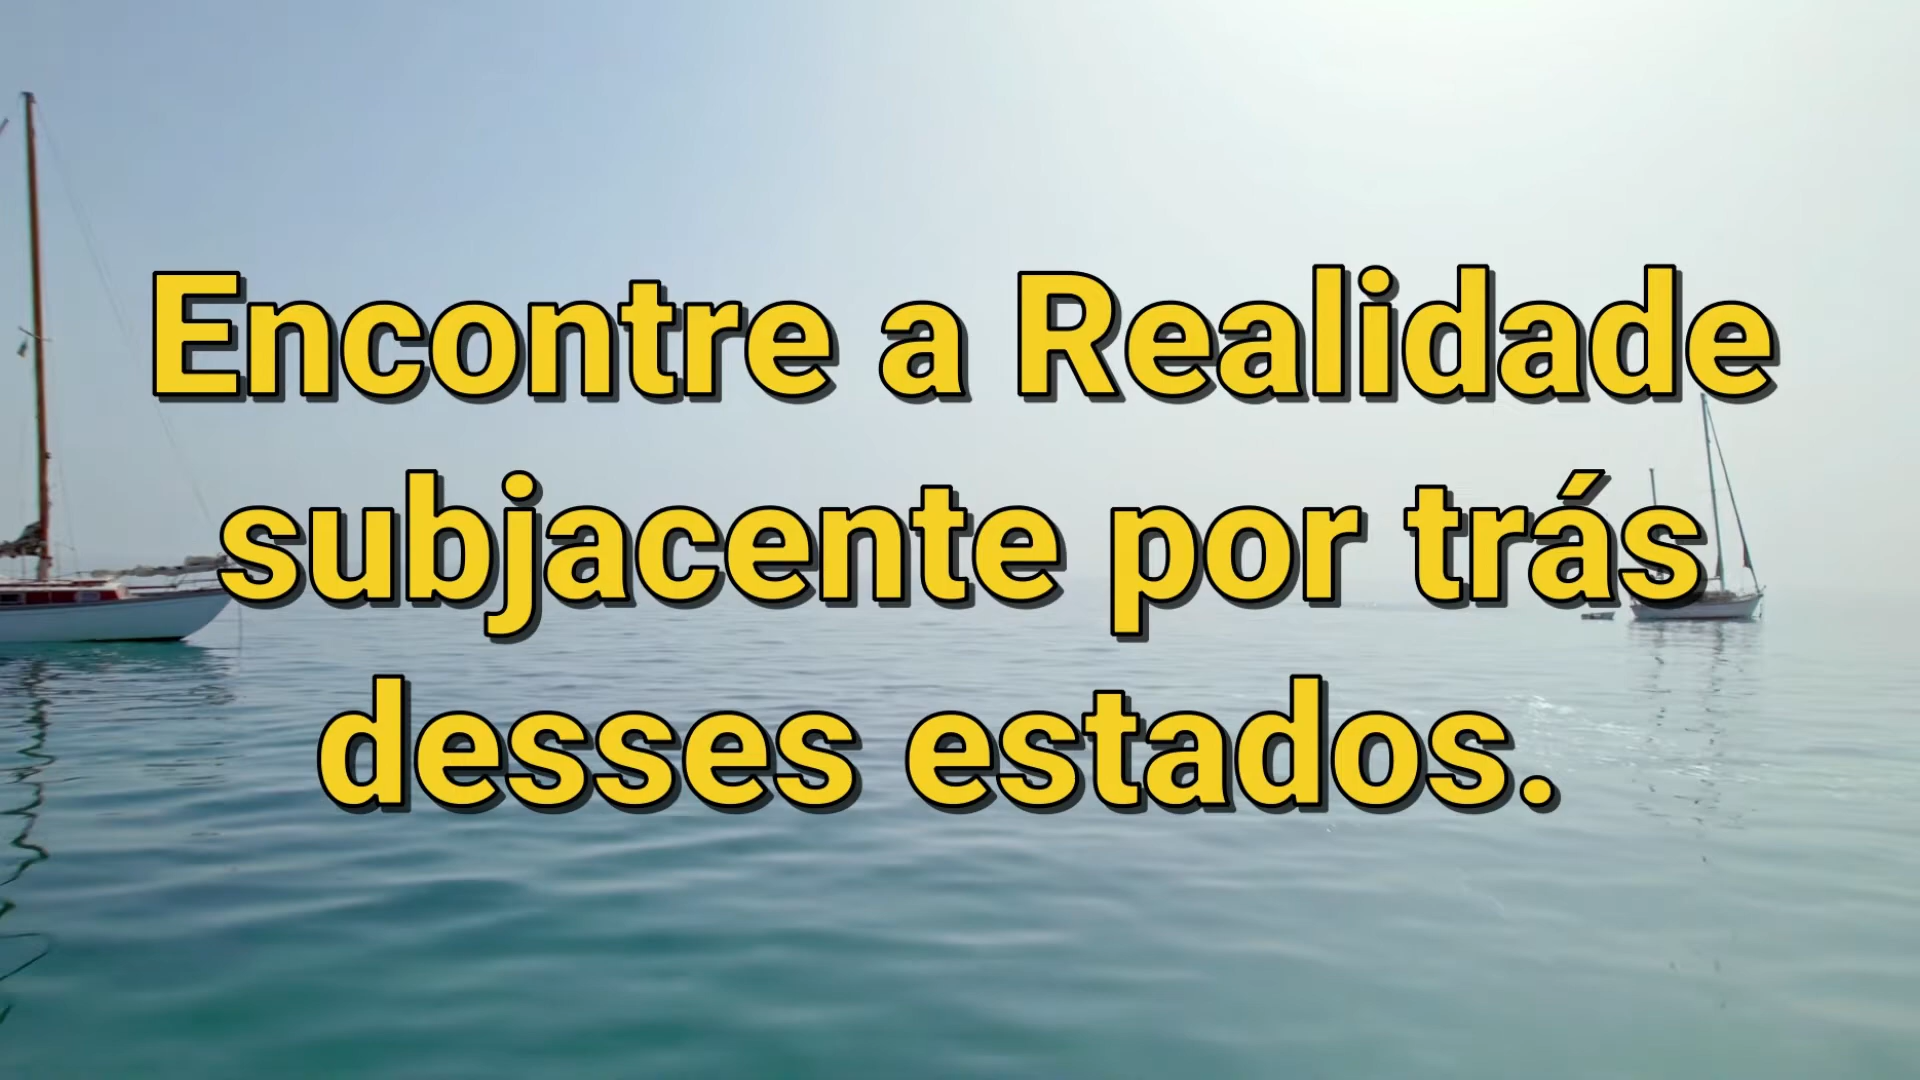 Encontre a Realidade
subjacente por trás
desses estados.